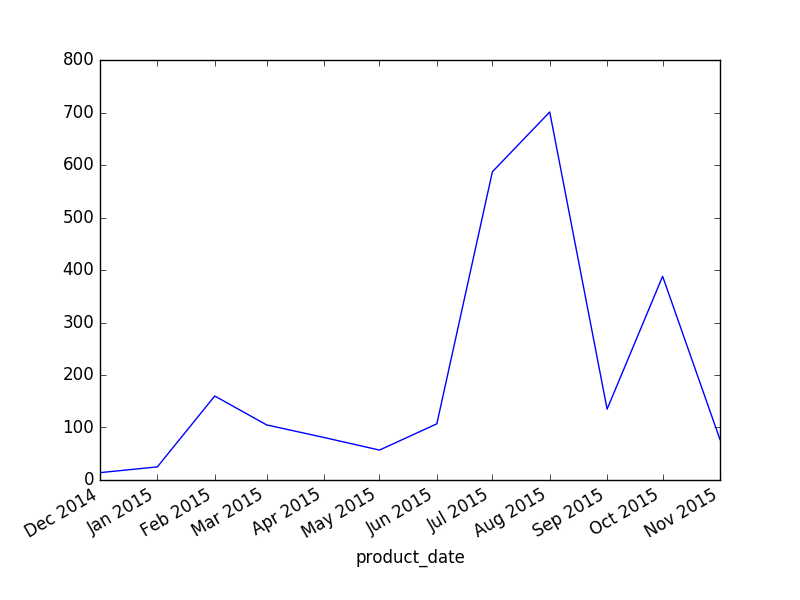 800
700
600
500
400
300
200
100
0
Dec 2014
Jan 2015
Feb 2015
Mar 2015
Apr 2015
May 2015
Jun 2015
Jul 2015
Aug 2015
Sep 2015
Oct 2015
Nov 2015
product_date